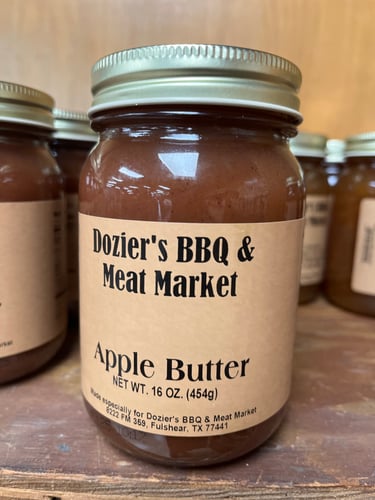 Dozier's BBQ &
Meat Market
Apple Butter
NET WT. 16 OZ. (454g)
Made especially for Dozier's BBQ & Meat Market
8222 FM 359, Fulshear, TX 77441